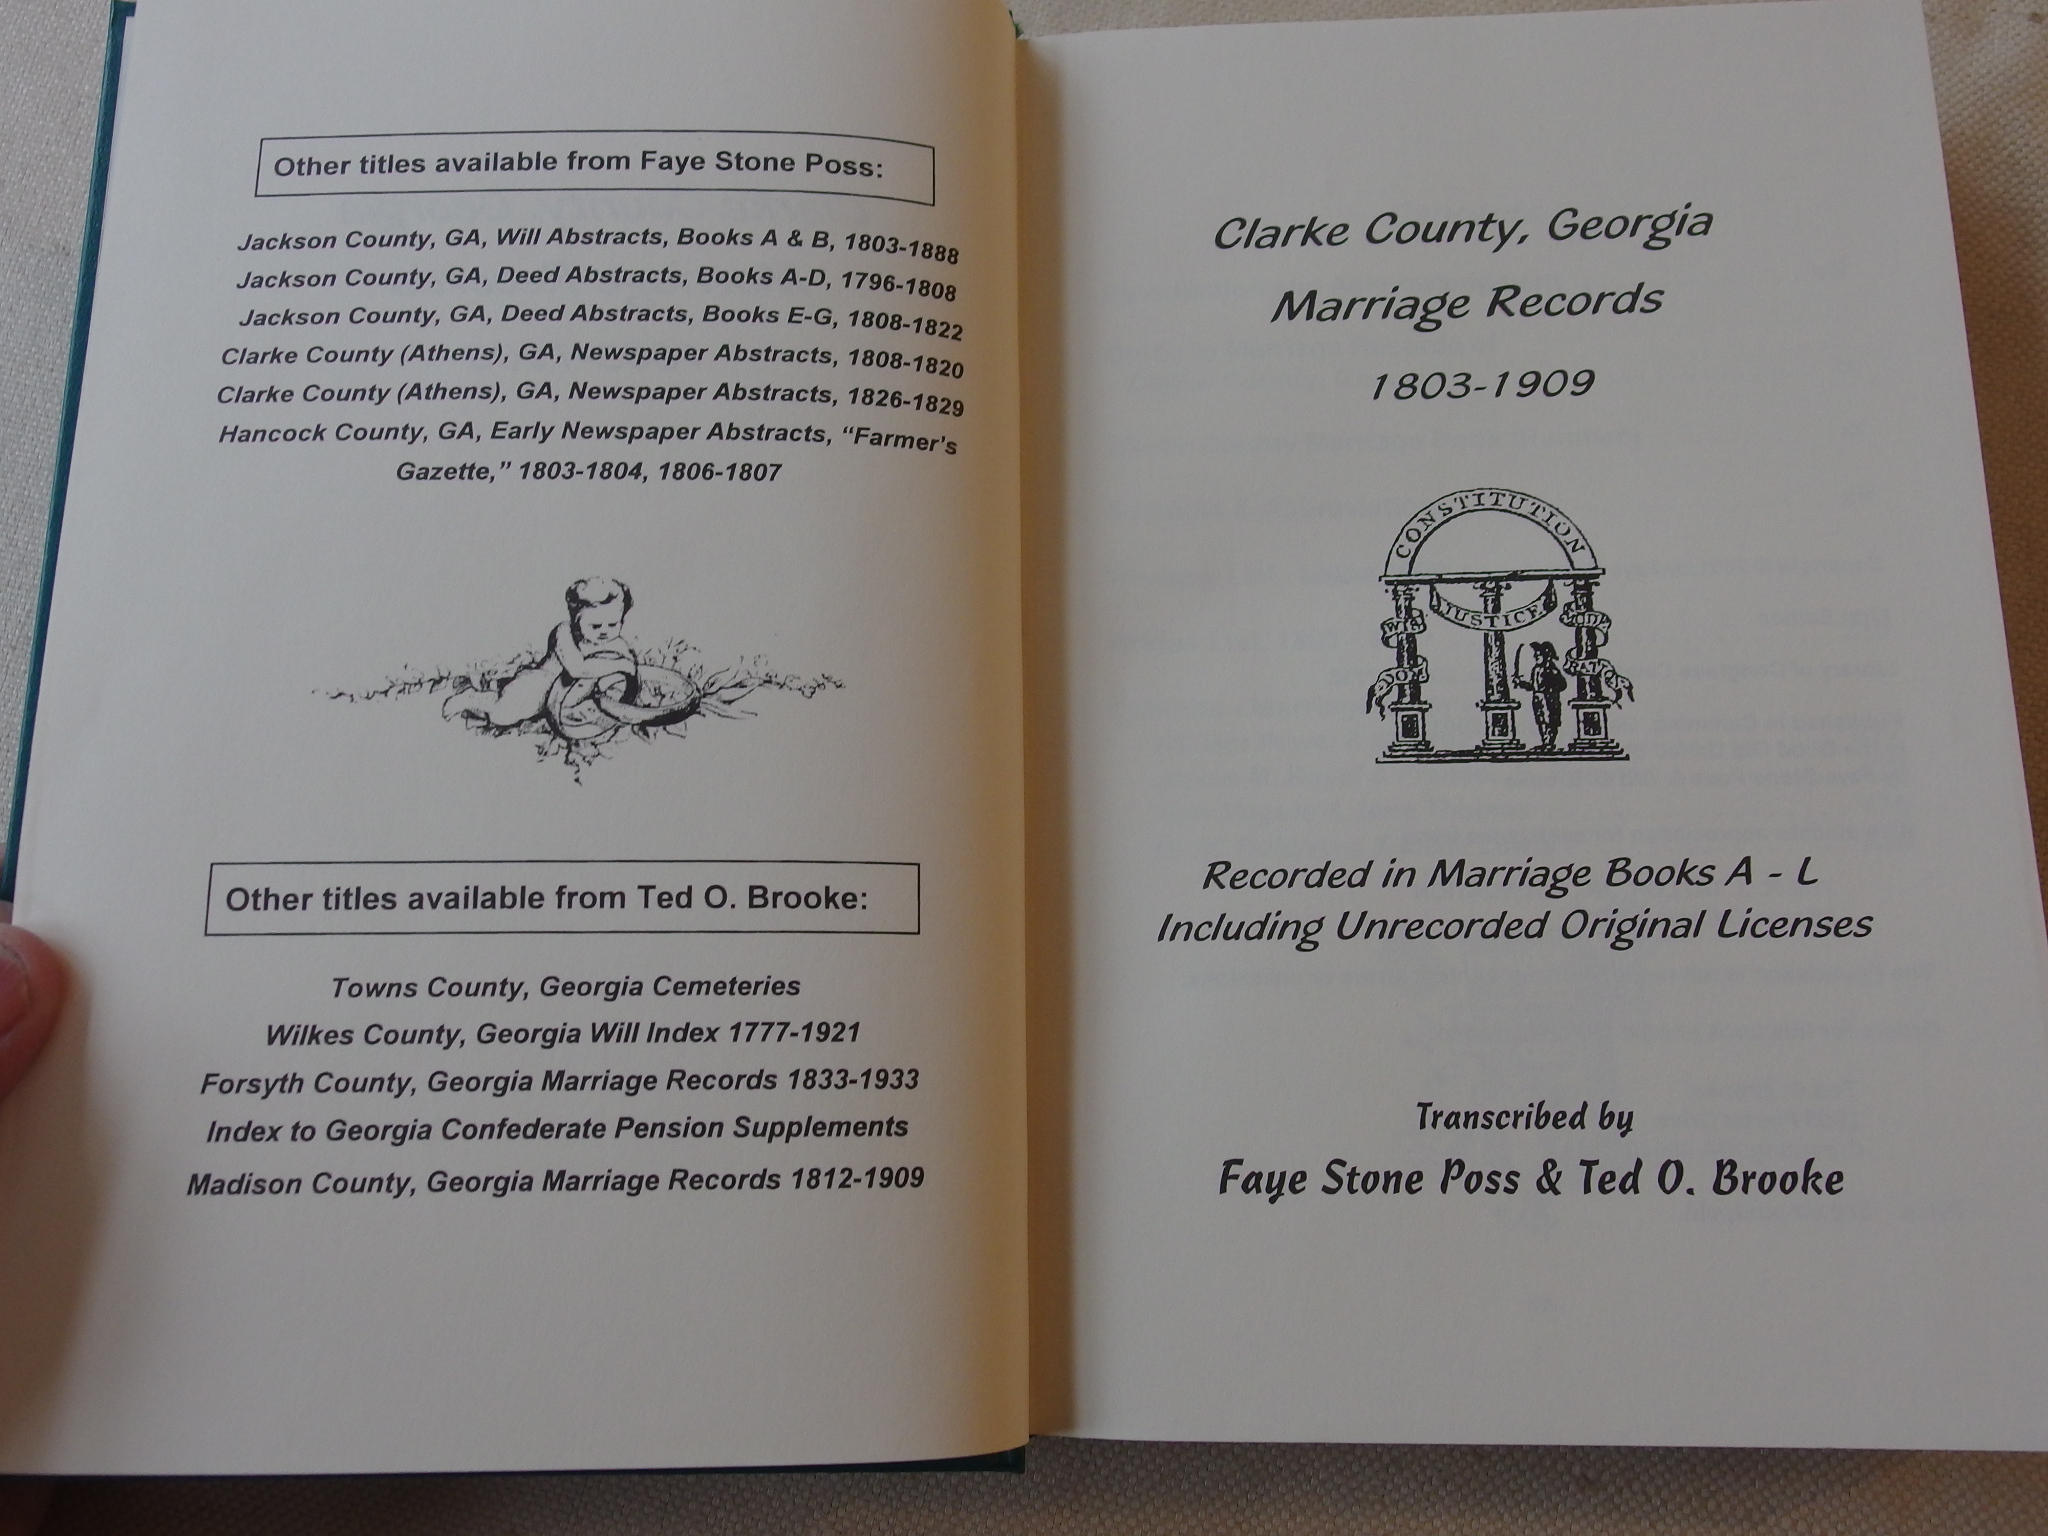 Other titles available from Faye Stone Poss:
Jackson County, GA, Will Abstracts, Books A & B, 1803-1888
Jackson County, GA, Deed Abstracts, Books A-D, 1796-1808
Jackson County, GA, Deed Abstracts, Books E-G, 1808-1822
Clarke County (Athens), GA, Newspaper Abstracts, 1808-1820
Clarke County (Athens), GA, Newspaper Abstracts, 1826-1829
Hancock County, GA, Early Newspaper Abstracts, “Farmer’s
Gazette,” 1803-1804, 1806-1807
Other titles available from Ted O. Brooke:
Towns County, Georgia Cemeteries
Wilkes County, Georgia Will Index 1777-1921
Forsyth County, Georgia Marriage Records 1833-1933
Index to Georgia Confederate Pension Supplements
Madison County, Georgia Marriage Records 1812-1909
Clarke County, Georgia
Marriage Records
1803-1909
CONSTITUTION
JUSTICE
WIS
MODE
DOM
RATI
Recorded in Marriage Books A - L
Including Unrecorded Original Licenses
Transcribed by
Faye Stone Poss & Ted O. Brooke